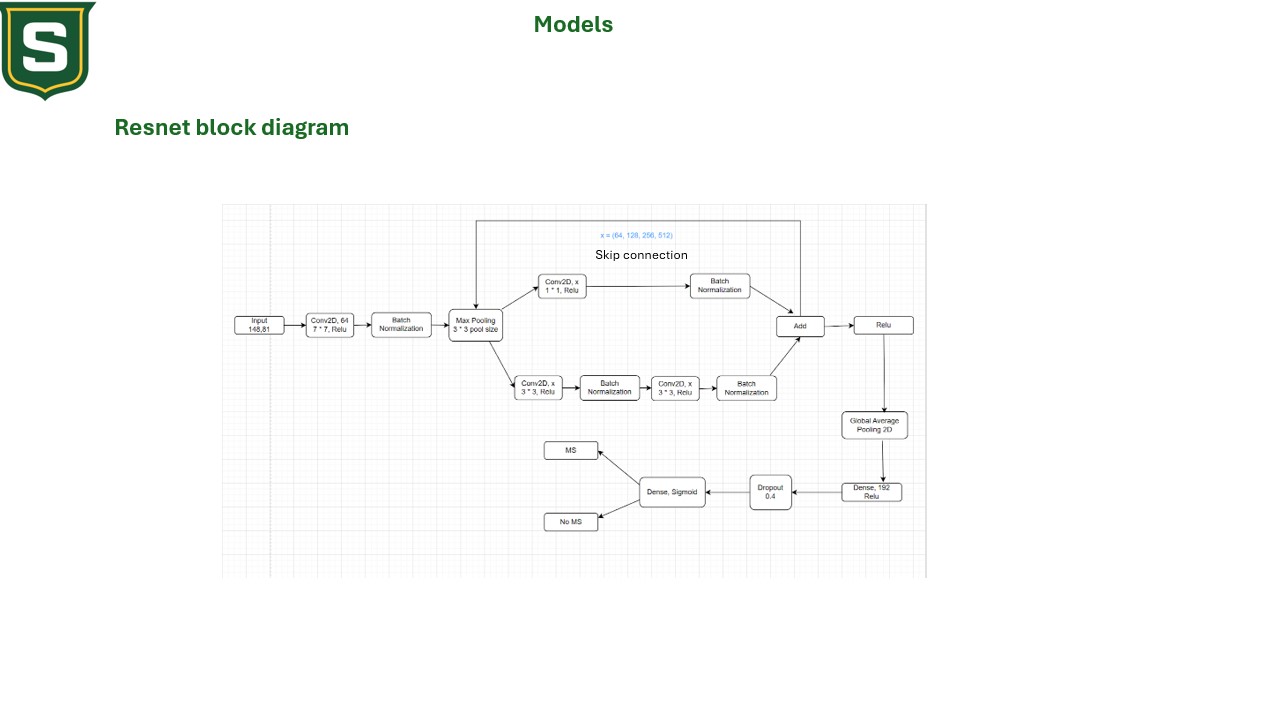 S
Models
Resnet block diagram
x = (64, 128, 256, 512)
Skip connection
Input
148,81
Conv2D, 64
7 * 7, Relu
Batch
Normalization
Max Pooling
3 * 3 pool size
Conv2D, x
1 * 1, Relu
Batch
Normalization
Conv2D, x
3 * 3, Relu
Batch
Normalization
Conv2D, x
3 * 3, Relu
Batch
Normalization
Add
Relu
Global Average
Pooling 2D
Dense, 192
Relu
Dropout
0.4
Dense, Sigmoid
MS
No MS